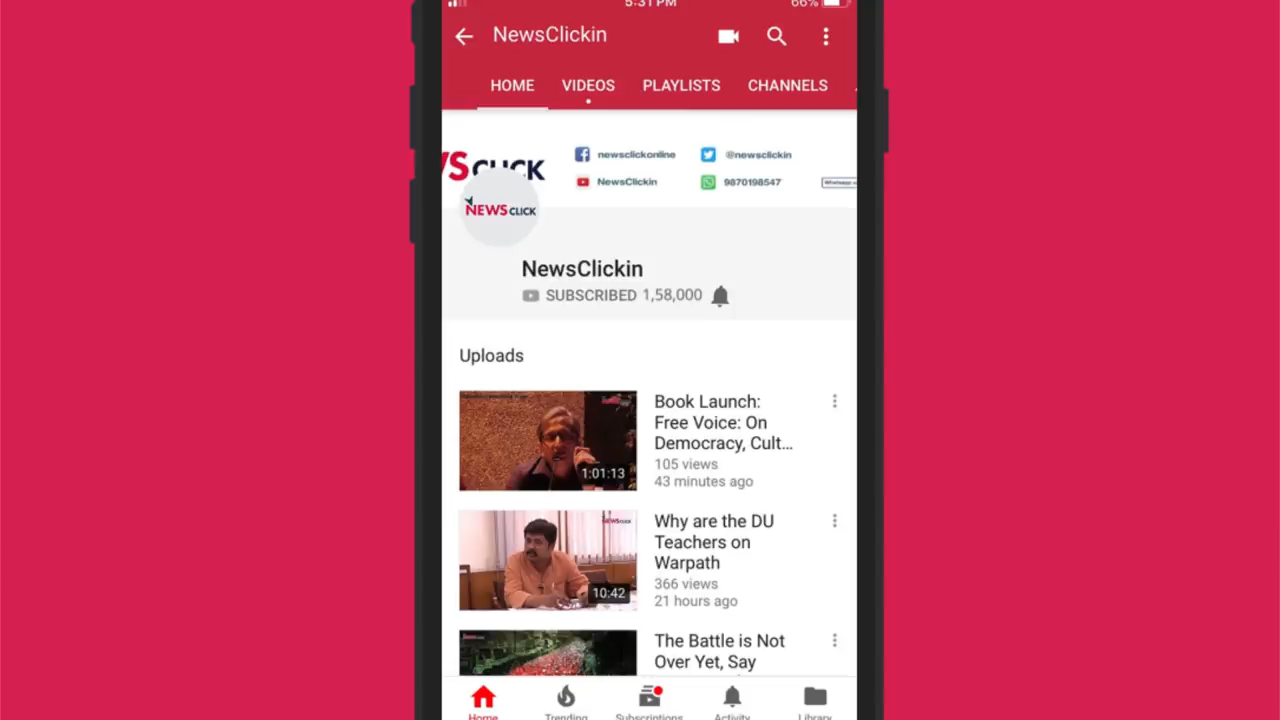 5:31 PM
66%
NewsClickin
HOME VIDEOS PLAYLISTS CHANNELS
WS CLICK
newsclickonline @newsclickin
NewsClickin 9870198547
NEWSCLICK
NewsClickin
SUBSCRIBED 1,58,000
Uploads
Book Launch:
Free Voice: On
Democracy, Cult...
105 views
43 minutes ago
1:01:13
Why are the DU
Teachers on
Warpath
366 views
21 hours ago
NEWSCLICK
10:42
The Battle is Not
Over Yet, Say
Home Trending Subscriptions Activity Library